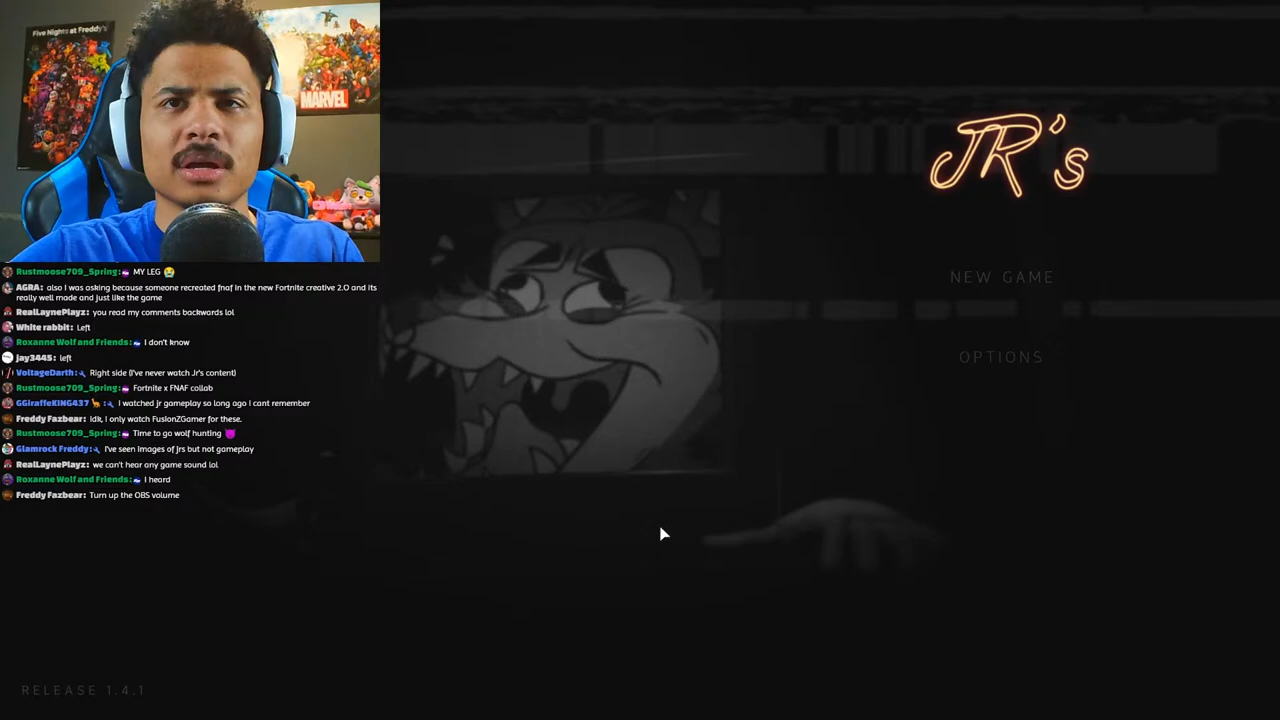 Five Nights at Freddy's
MARVEL
JR's
NEW GAME
OPTIONS
Rustmoose709_Spring: MY LEG 😭
AGRA: also I was asking because someone recreated fnaf in the new Fortnite creative 2.0 and its
really well made and just like the game
RealLaynePlayz: you read my comments backwards lol
White rabbit: Left
Roxanne Wolf and Friends: I don't know
jay3445: left
VoltageDarth: Right side (I've never watch Jr's content)
Rustmoose709_Spring: Fortnite x FNAF collab
GGiraffeKING437 🦒: I watched jr gameplay so long ago I cant remember
Freddy Fazbear: Idk, I only watch FusionZGamer for these.
Rustmoose709_Spring: Time to go wolf hunting 😈
Glamrock Freddy: I've seen images of jrs but not gameplay
RealLaynePlayz: we can't hear any game sound lol
Roxanne Wolf and Friends: I heard
Freddy Fazbear: Turn up the OBS volume
RELEASE 1.4.1